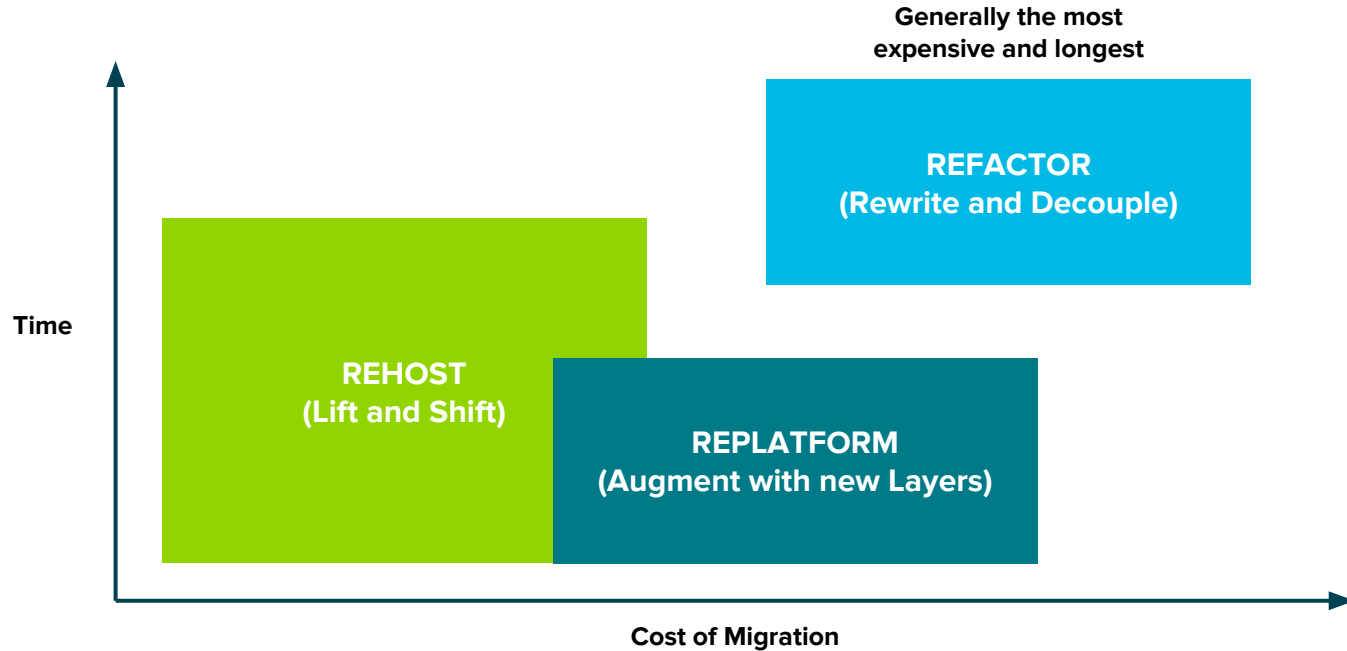 Generally the most
expensive and longest
REFACTOR
(Rewrite and Decouple)
Time
REHOST
(Lift and Shift)
REPLATFORM
(Augment with new Layers)
Cost of Migration